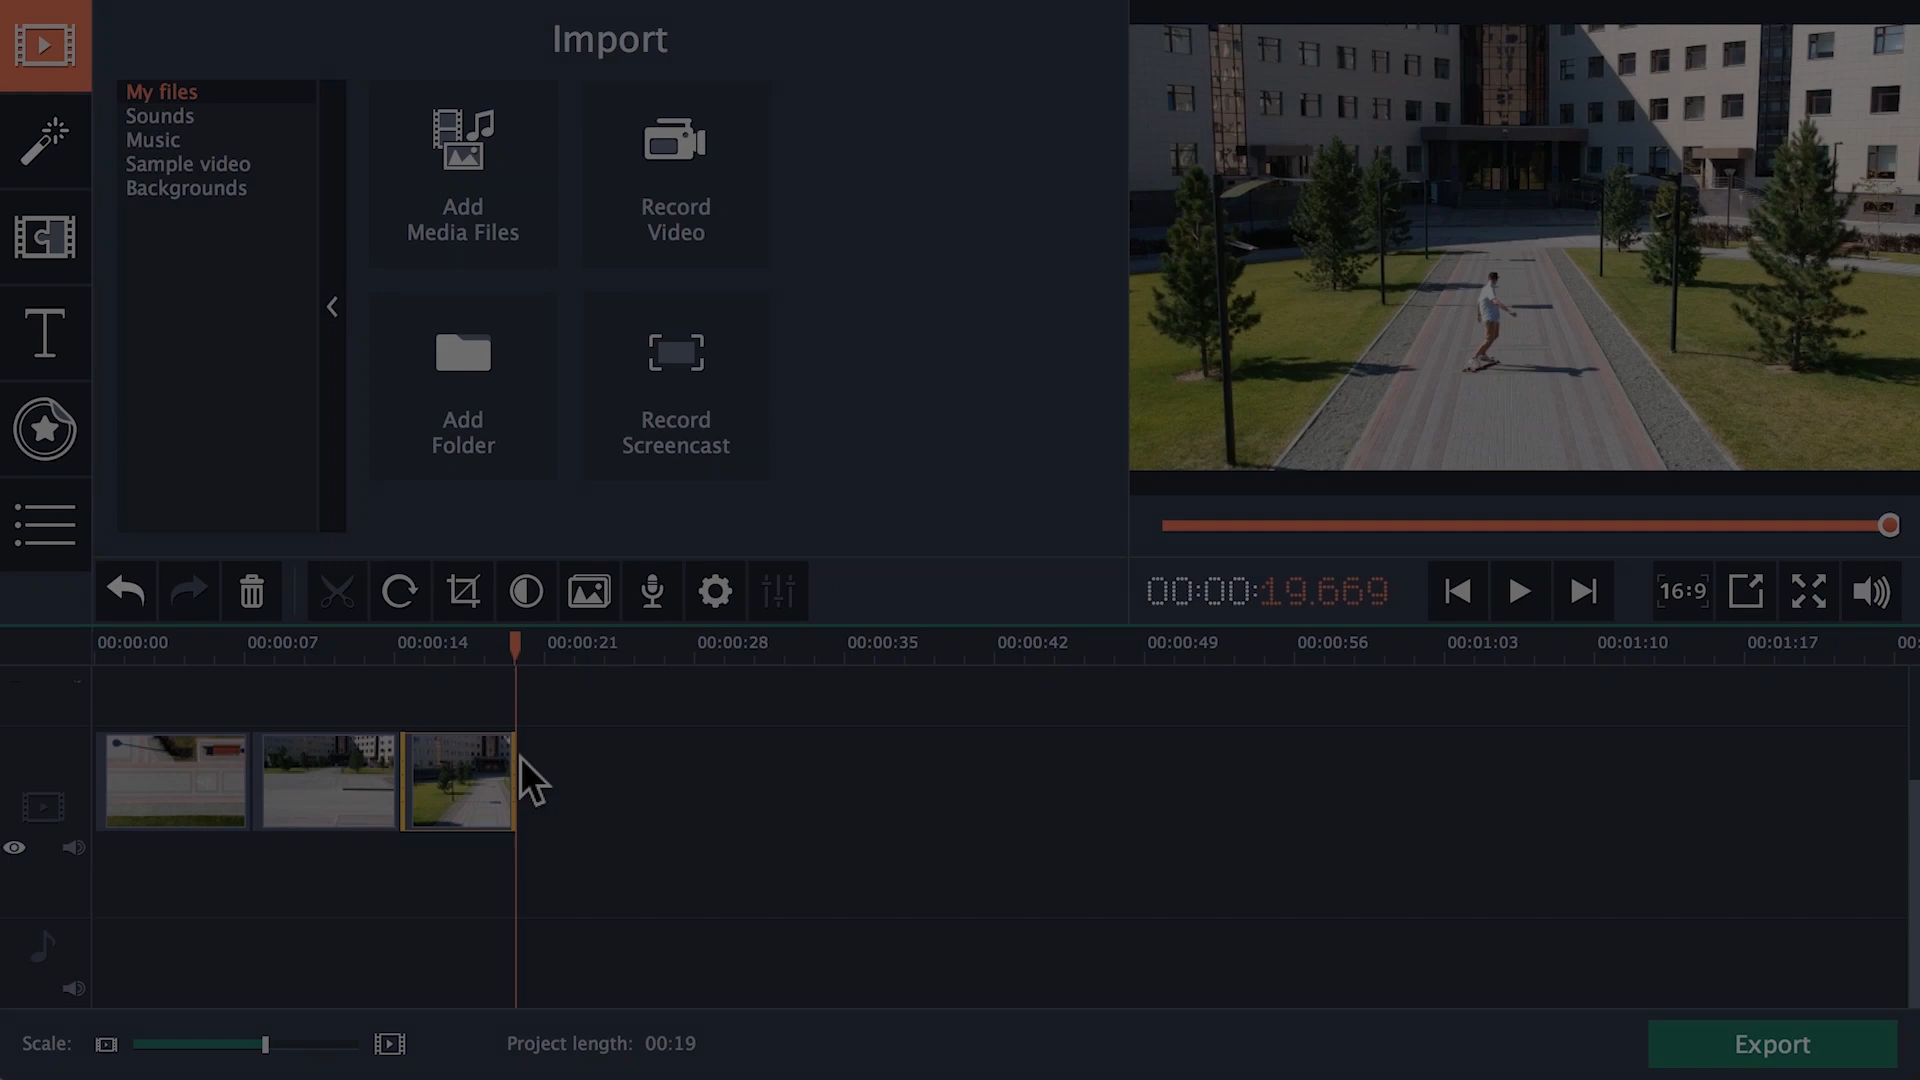 Import
My files
Sounds
Music
Sample video
Backgrounds
Add
Media Files
Record
Video
Add
Folder
Record
Screencast
00:00:19.669
16:9
00:00:00 00:00:07 00:00:14 00:00:21 00:00:28 00:00:35 00:00:42 00:00:49 00:00:56 00:01:03 00:01:10 00:01:17 00:
Scale:
Project length: 00:19
Export